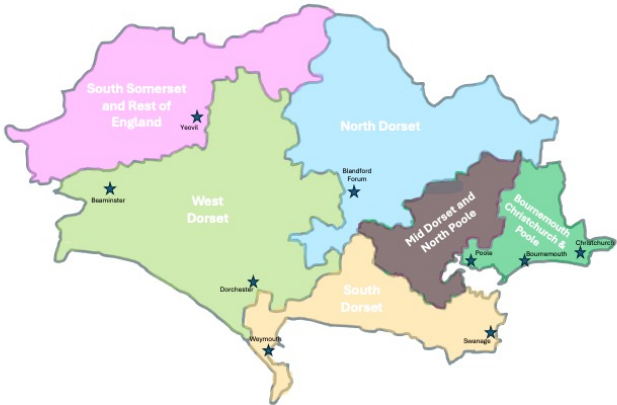 South Somerset
and Rest of
England
Yeovil
North Dorset
Blandford
Forum
Beaminster
West
Dorset
Mid Dorset and
North Poole
Bournemouth
Christchurch &
Poole
Christchurch
Poole
Bournemouth
Dorchester
South
Dorset
Weymouth
Swanage